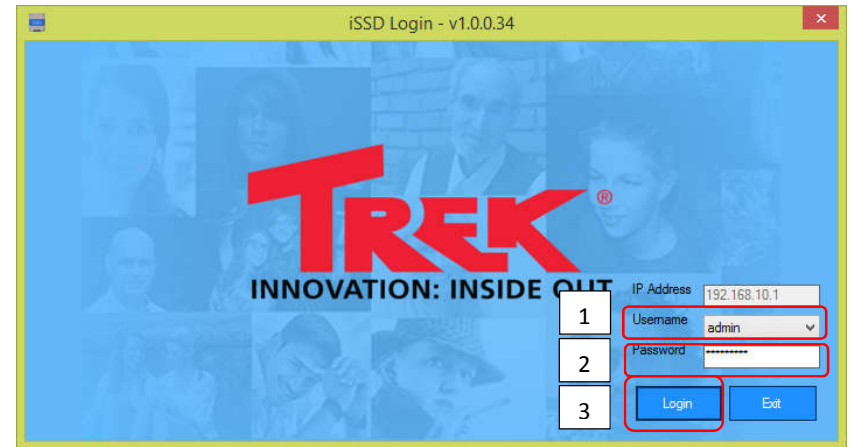 iSSD Login - v1.0.0.34
TREK®
INNOVATION: INSIDE OUT
IP Address 192.168.10.1
1 Username admin
2 Password *********
3 Login Exit